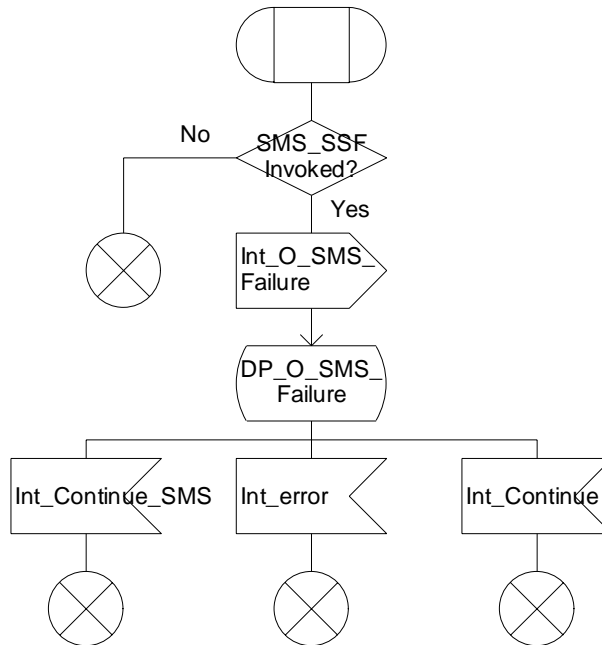 SMS_SSF
No
Invoked?
Yes
Int_O_SMS_
Failure
DP_O_SMS_
Failure
Int_Continue_SMS
Int_error
Int_Continue